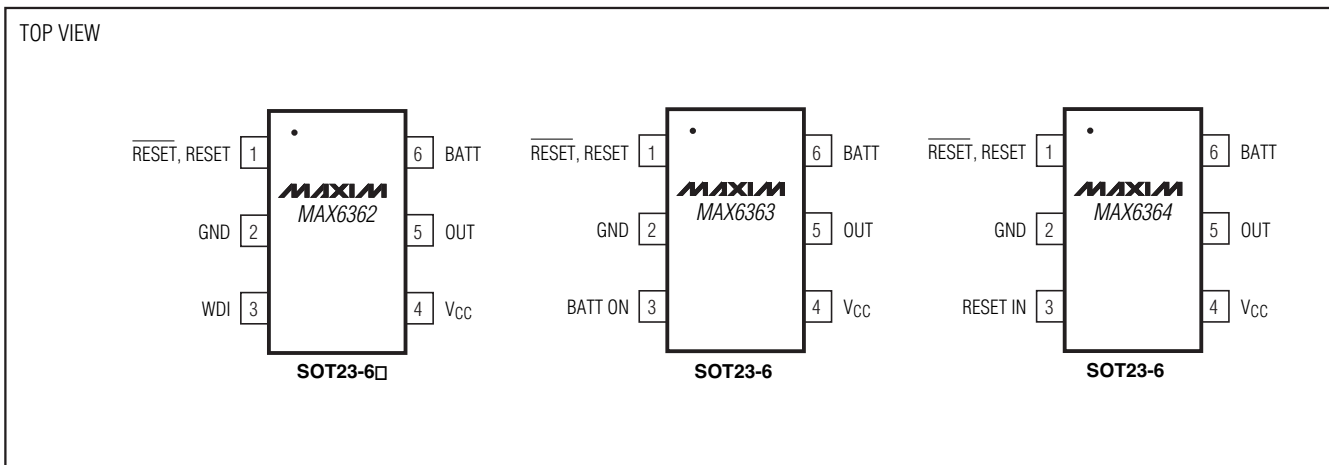 TOP VIEW
RESET, RESET 1
6 BATT
MAXIM
MAX6362
GND 2
5 OUT
WDI 3
4 VCC
SOT23-6□
RESET, RESET 1
6 BATT
MAXIM
MAX6363
GND 2
5 OUT
BATT ON 3
4 VCC
SOT23-6
RESET, RESET 1
6 BATT
MAXIM
MAX6364
GND 2
5 OUT
RESET IN 3
4 VCC
SOT23-6